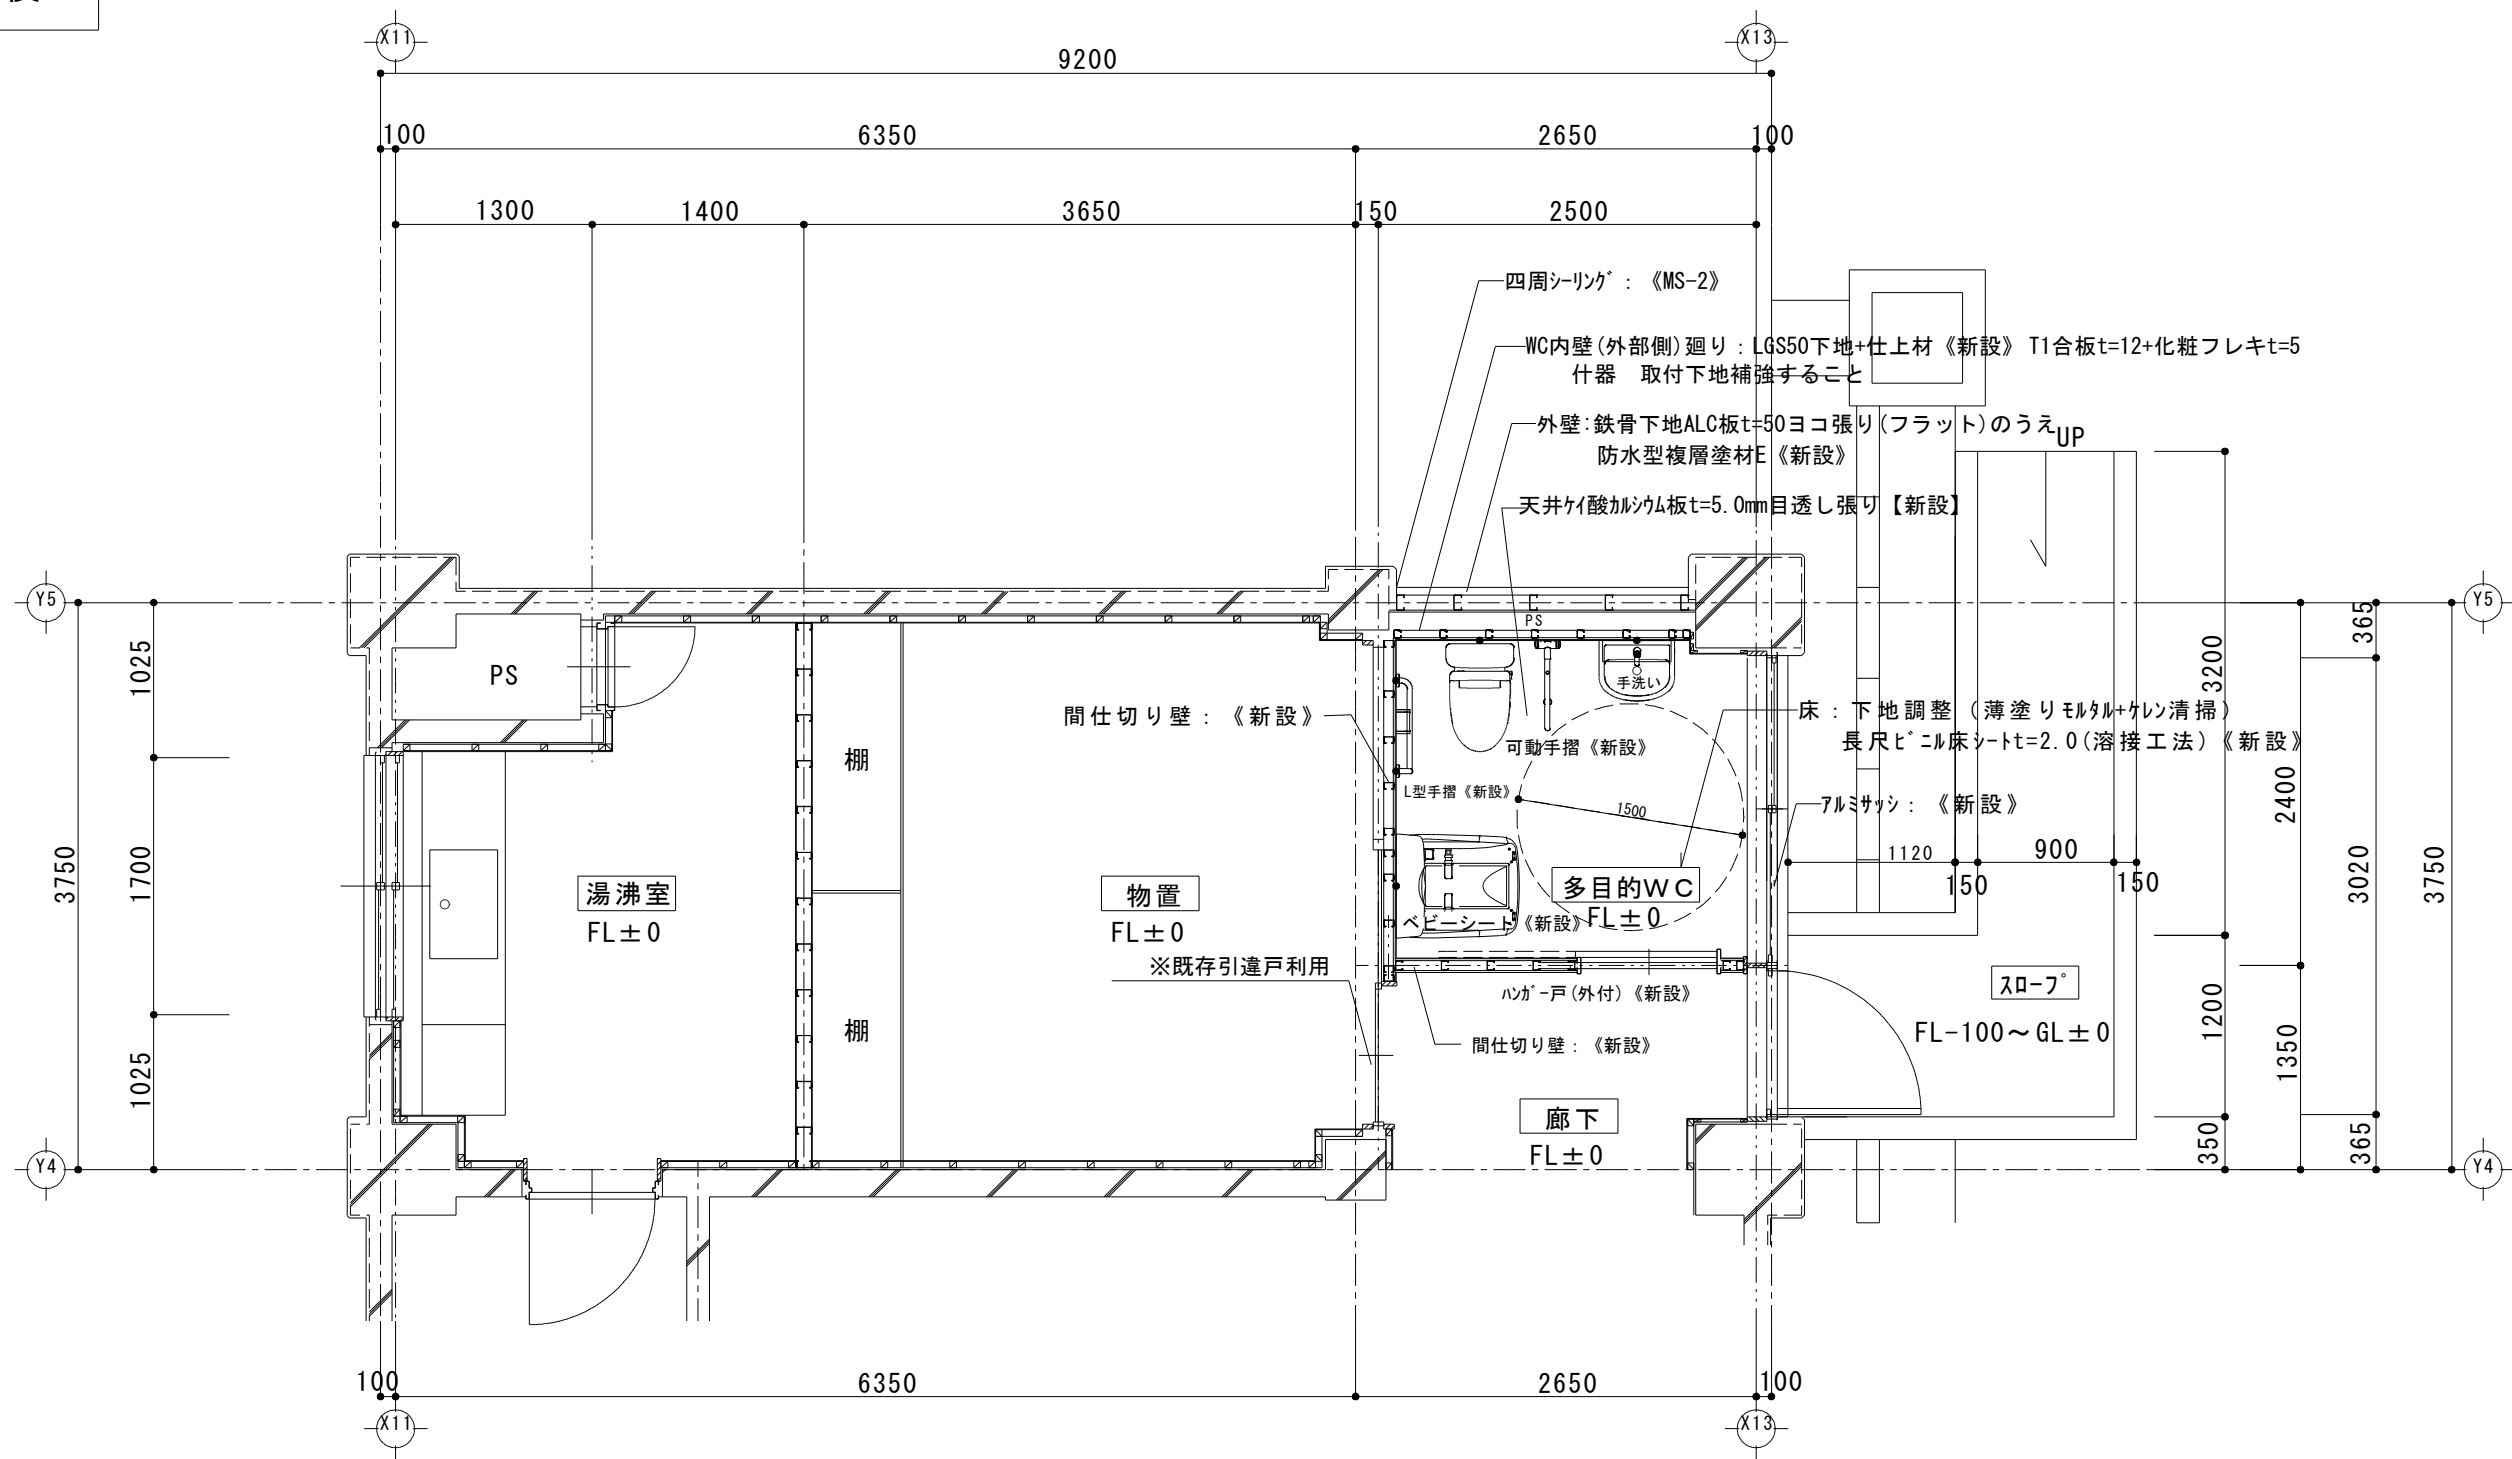 X11
X13
9200
100
6350
2650
100
1300
1400
3650
150
2500
四周シーリング：《MS-2》
WC内壁(外部側)廻り：LGS50下地+仕上材《新設》 T1合板t=12+化粧フレキt=5
什器　取付下地補強すること
外壁:鉄骨下地ALC板t=50ヨコ張り(フラット)のうえ
防水型複層塗材E《新設》
UP
天井ケイ酸カルシウム板t=5.0mm目透し張り【新設】
Y5
Y5
PS
PS
手洗い
間仕切り壁：《新設》
床：下地調整（薄塗りモルタル+ケレン清掃）
長尺ビニル床シートt=2.0(溶接工法)《新設》
可動手摺《新設》
L型手摺《新設》
1500
アルミサッシ：《新設》
棚
棚
湯沸室
FL±0
物置
FL±0
多目的WC
FL±0
ベビーシート《新設》
※既存引違戸利用
ハンガー戸(外付)《新設》
間仕切り壁：《新設》
スロープ
FL-100～GL±0
廊下
FL±0
1120
150
900
150
3750
1025
1700
1025
3200
1200
350
2400
1350
365
3020
365
3750
Y4
Y4
100
6350
2650
100
X11
X13